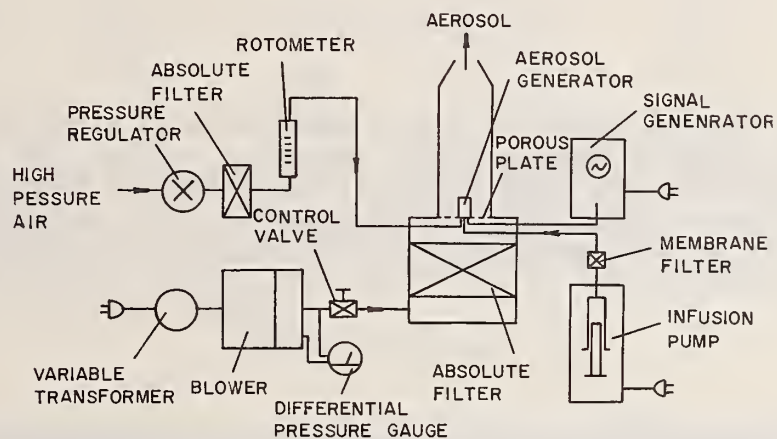 AEROSOL
ROTOMETER
ABSOLUTE
FILTER
PRESSURE
REGULATOR
HIGH
PESSURE
AIR
AEROSOL
GENERATOR
SIGNAL
GENENRATOR
POROUS
PLATE
CONTROL
VALVE
MEMBRANE
FILTER
INFUSION
PUMP
VARIABLE
TRANSFORMER
BLOWER
DIFFERENTIAL
PRESSURE GAUGE
ABSOLUTE
FILTER